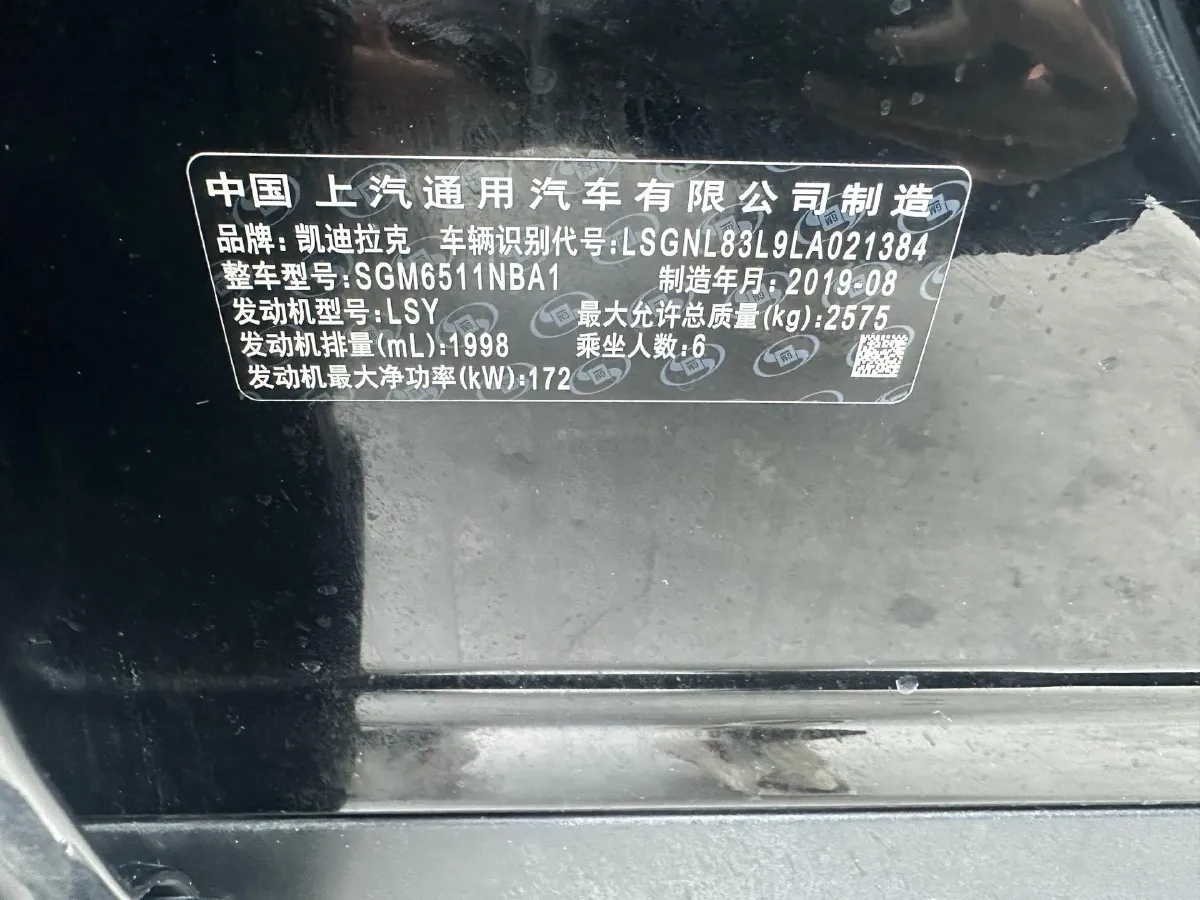 中国 上汽通用汽车有限公司制造
品牌:凯迪拉克 车辆识别代号:LSGNL83L9LA021384
整车型号:SGM6511NBA1 制造年月:2019-08
发动机型号:LSY 最大允许总质量(kg):2575
发动机排量(mL):1998 乘坐人数:6
发动机最大净功率(kW):172